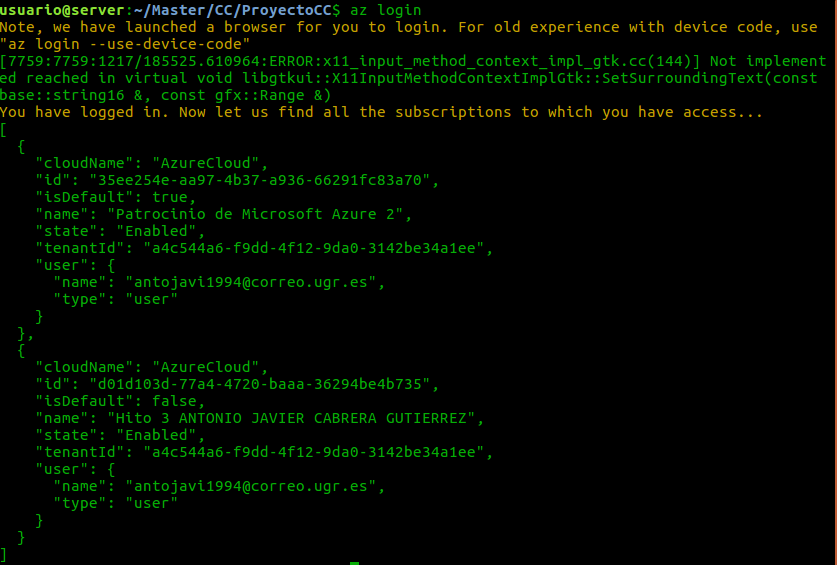 usuario@server:~/Master/CC/ProyectoCC$ az login
Note, we have launched a browser for you to login. For old experience with device code, use
"az login --use-device-code"
[7759:7759:1217/185525.610964:ERROR:x11_input_method_context_impl_gtk.cc(144)] Not implement
ed reached in virtual void libgtkui::X11InputMethodContextImplGtk::SetSurroundingText(const
base::string16 &, const gfx::Range &)
You have logged in. Now let us find all the subscriptions to which you have access...
[
  {
    "cloudName": "AzureCloud",
    "id": "35ee254e-aa97-4b37-a936-66291fc83a70",
    "isDefault": true,
    "name": "Patrocinio de Microsoft Azure 2",
    "state": "Enabled",
    "tenantId": "a4c544a6-f9dd-4f12-9da0-3142be34a1ee",
    "user": {
      "name": "antojavi1994@correo.ugr.es",
      "type": "user"
    }
  },
  {
    "cloudName": "AzureCloud",
    "id": "d01d103d-77a4-4720-baaa-36294be4b735",
    "isDefault": false,
    "name": "Hito 3 ANTONIO JAVIER CABRERA GUTIERREZ",
    "state": "Enabled",
    "tenantId": "a4c544a6-f9dd-4f12-9da0-3142be34a1ee",
    "user": {
      "name": "antojavi1994@correo.ugr.es",
      "type": "user"
    }
  }
]